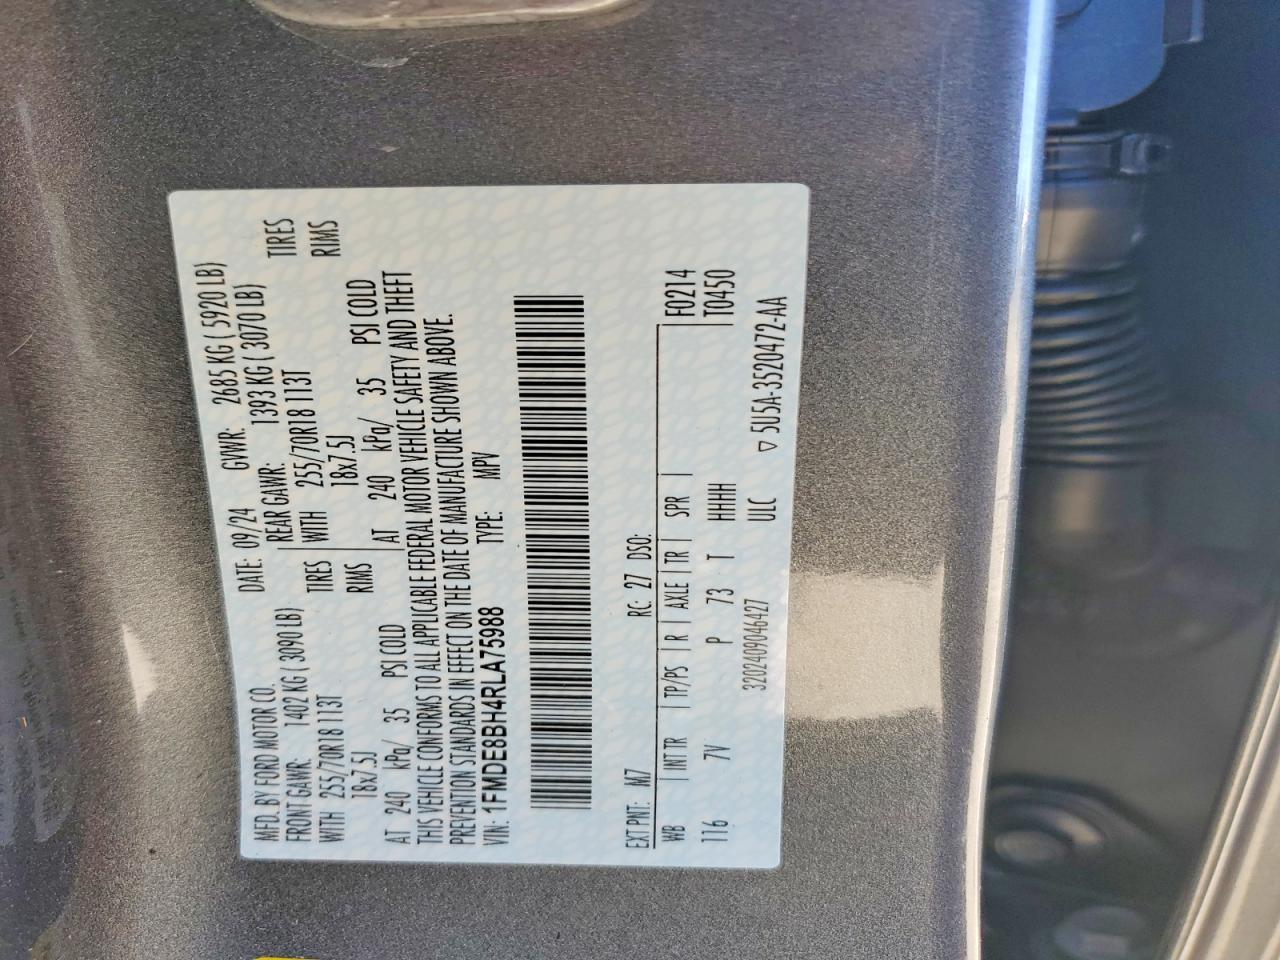 MFD. BY FORD MOTOR CO.
DATE: 09/24 GVWR: 2685 KG ( 5920 LB)
FRONT GAWR: 1402 KG ( 3090 LB) REAR GAWR: 1393 KG ( 3070 LB)
WITH 255/70R18 113T TIRES WITH 255/70R18 113T TIRES
18x7.5J RIMS 18x7.5J RIMS
AT 240 kPa/ 35 PSI COLD AT 240 kPa/ 35 PSI COLD
THIS VEHICLE CONFORMS TO ALL APPLICABLE FEDERAL MOTOR VEHICLE SAFETY AND THEFT
PREVENTION STANDARDS IN EFFECT ON THE DATE OF MANUFACTURE SHOWN ABOVE.
VIN: 1FMDE8BH4RLA75988 TYPE: MPV
EXT PNT: M7 RC: 27 DSO:
WB | INT TR | TP/PS | R | AXLE | TR | SPR | F0214
116 7V P 73 T HHHH T0450
3202409046427 ULC ▽ 5U5A-3520472-AA